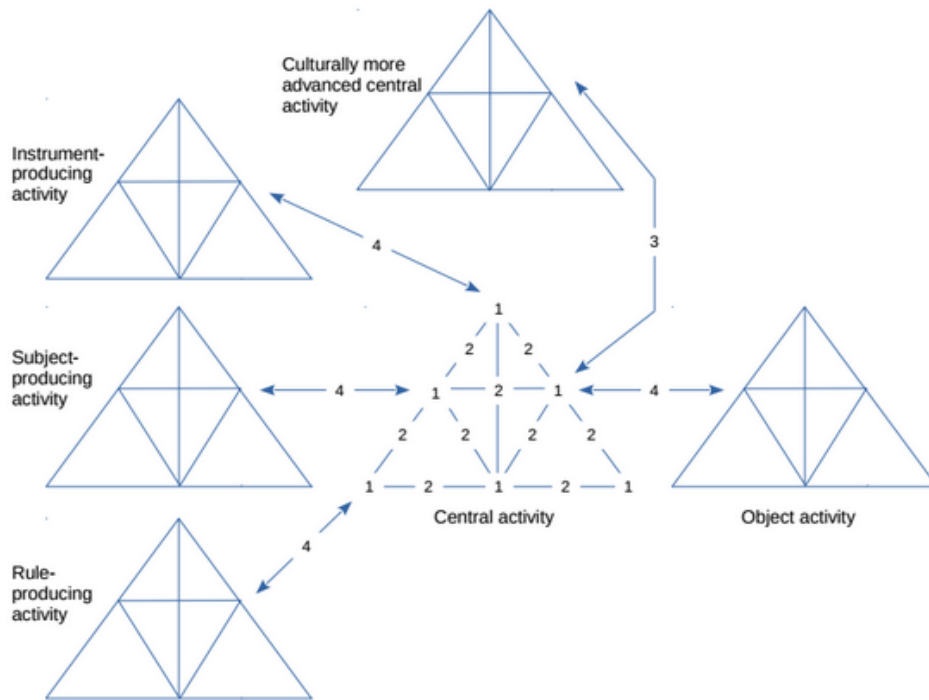 Culturally more
advanced central
activity
Instrument-
producing
activity
3
4
1
2 2
Subject-
producing
activity
4
1 2 1
4
2 2 2 2
1 2 1 2 1
Central activity
Object activity
4
Rule-
producing
activity